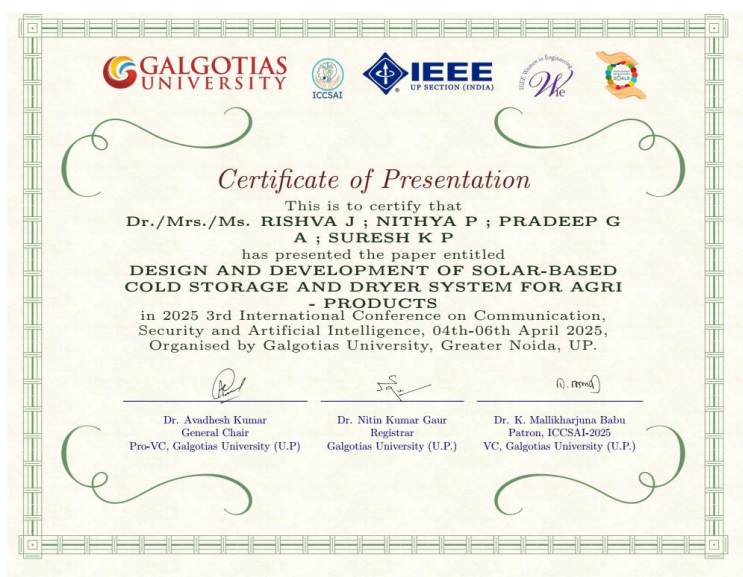 GALGOTIAS
UNIVERSITY
ICCSAI
IEEE
UP SECTION (INDIA)
IEEE Women in Engineering
Wie
Certificate of Presentation
This is to certify that
Dr./Mrs./Ms. RISHVA J ; NITHYA P ; PRADEEP G
A ; SURESH K P
has presented the paper entitled
DESIGN AND DEVELOPMENT OF SOLAR-BASED
COLD STORAGE AND DRYER SYSTEM FOR AGRI
- PRODUCTS
in 2025 3rd International Conference on Communication,
Security and Artificial Intelligence, 04th-06th April 2025,
Organised by Galgotias University, Greater Noida, UP.
Dr. Avadhesh Kumar
General Chair
Pro-VC, Galgotias University (U.P)
Dr. Nitin Kumar Gaur
Registrar
Galgotias University (U.P.)
Dr. K. Mallikharjuna Babu
Patron, ICCSAI-2025
VC, Galgotias University (U.P.)